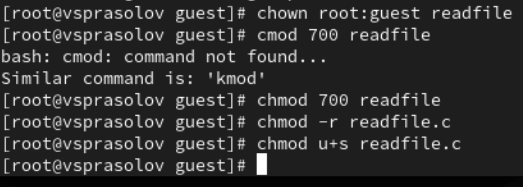 [root@vsprasolov guest]# chown root:guest readfile
[root@vsprasolov guest]# cmod 700 readfile
bash: cmod: command not found...
Similar command is: 'kmod'
[root@vsprasolov guest]# chmod 700 readfile
[root@vsprasolov guest]# chmod -r readfile.c
[root@vsprasolov guest]# chmod u+s readfile.c
[root@vsprasolov guest]#